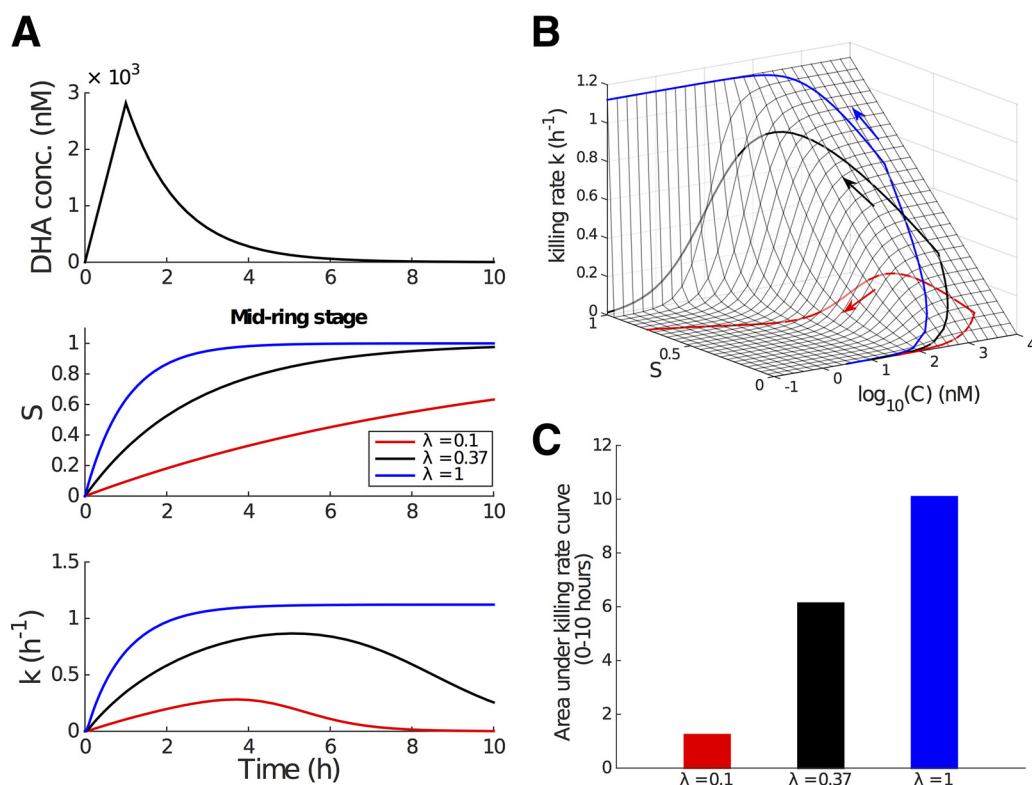 A
× 10³
DHA conc. (nM)
3
2
1
0
0 2 4 6 8 10
Mid-ring stage
S
1
0.8
0.6
0.4
0.2
0
λ = 0.1
λ = 0.37
λ = 1
0 2 4 6 8 10
k (h⁻¹)
1.5
1
0.5
0
0 2 4 6 8 10
Time (h)
B
killing rate k (h⁻¹)
1.2
1
0.8
0.6
0.4
0.2
0
1
0.5
0
S
-1 0 1 2 3 4
log₁₀(C) (nM)
C
Area under killing rate curve
(0-10 hours)
12
10
8
6
4
2
0
λ = 0.1 λ = 0.37 λ = 1